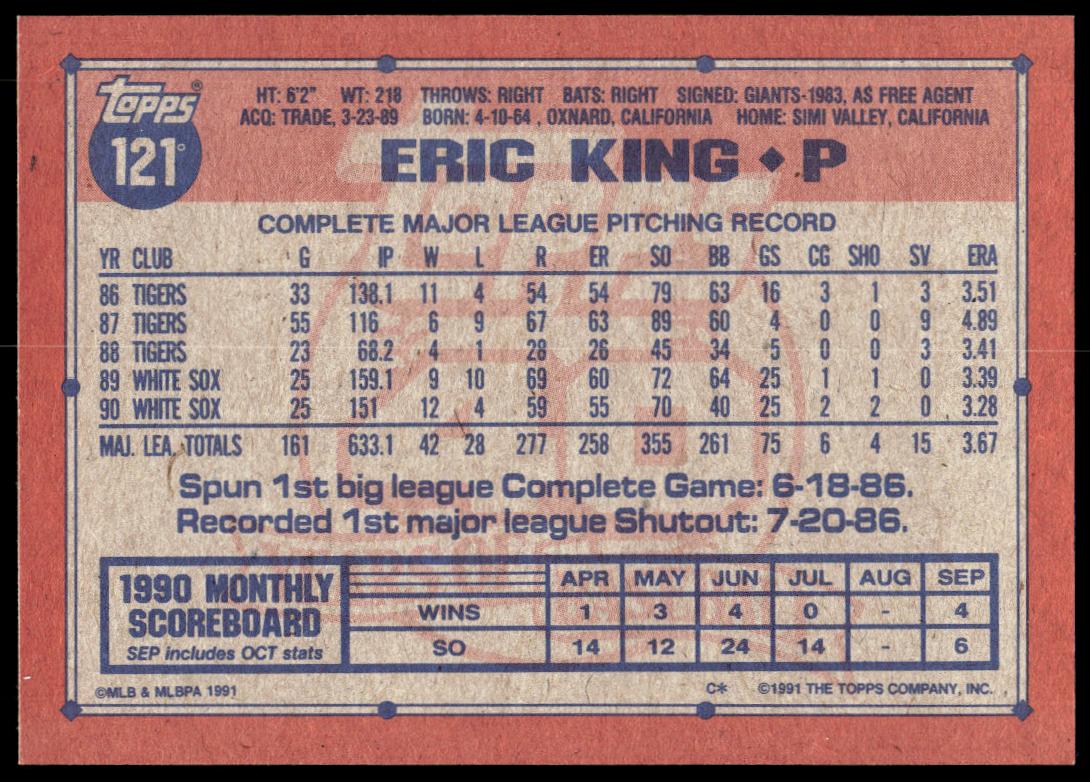 Topps®
121°
HT: 6'2" WT: 218 THROWS: RIGHT BATS: RIGHT SIGNED: GIANTS-1983, AS FREE AGENT
ACQ: TRADE, 3-23-89 BORN: 4-10-64 , OXNARD, CALIFORNIA HOME: SIMI VALLEY, CALIFORNIA
ERIC KING ◆ P
COMPLETE MAJOR LEAGUE PITCHING RECORD
YR CLUB G IP W L R ER SO BB GS CG SHO SV ERA
86 TIGERS 33 138.1 11 4 54 54 79 63 16 3 1 3 3.51
87 TIGERS 55 116 6 9 67 63 89 60 4 0 0 9 4.89
88 TIGERS 23 68.2 4 1 28 26 45 34 5 0 0 3 3.41
89 WHITE SOX 25 159.1 9 10 69 60 72 64 25 1 1 0 3.39
90 WHITE SOX 25 151 12 4 59 55 70 40 25 2 2 0 3.28
MAJ. LEA. TOTALS 161 633.1 42 28 277 258 355 261 75 6 4 15 3.67
Spun 1st big league Complete Game: 6-18-86.
Recorded 1st major league Shutout: 7-20-86.
1990 MONTHLY
SCOREBOARD
SEP includes OCT stats
APR MAY JUN JUL AUG SEP
WINS 1 3 4 0 - 4
SO 14 12 24 14 - 6
©MLB & MLBPA 1991
C* ©1991 THE TOPPS COMPANY, INC.